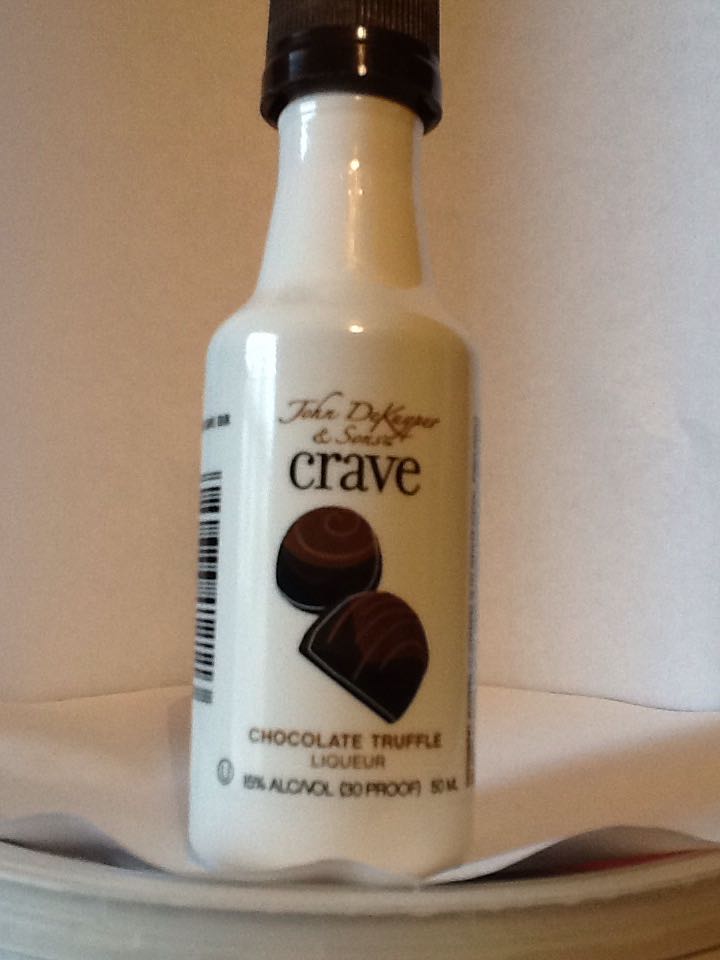 John DeKuyper
& Sons
crave
CHOCOLATE TRUFFLE
LIQUEUR
15% ALC/VOL (30 PROOF) 50 ML